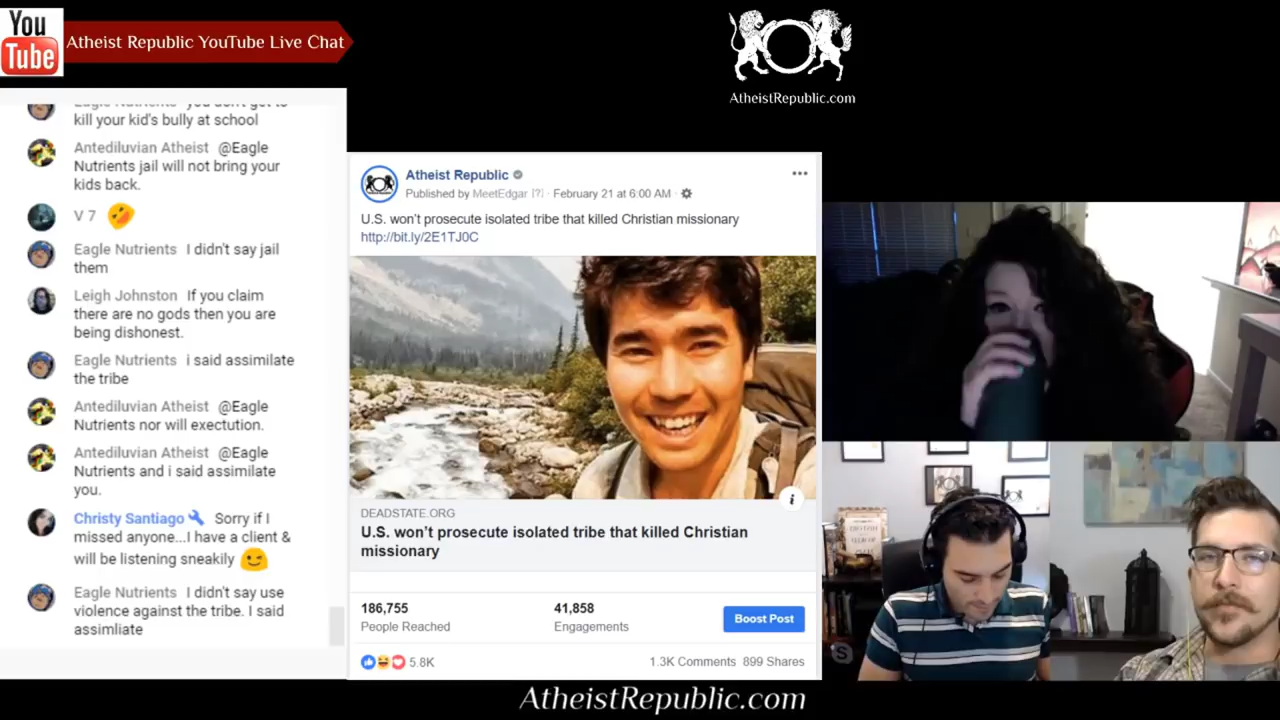 You
Tube
Atheist Republic YouTube Live Chat
AtheistRepublic.com
Eagle Nutrients you don't get to
kill your kid's bully at school
Antediluvian Atheist @Eagle
Nutrients jail will not bring your
kids back.
V 7
Eagle Nutrients I didn't say jail
them
Leigh Johnston If you claim
there are no gods then you are
being dishonest.
Eagle Nutrients i said assimilate
the tribe
Antediluvian Atheist @Eagle
Nutrients nor will exectution.
Antediluvian Atheist @Eagle
Nutrients and i said assimilate
you.
Christy Santiago Sorry if I
missed anyone...I have a client &
will be listening sneakily
Eagle Nutrients I didn't say use
violence against the tribe. I said
assimliate
Atheist Republic
Published by MeetEdgar [?] · February 21 at 6:00 AM ·
U.S. won't prosecute isolated tribe that killed Christian missionary
http://bit.ly/2E1TJ0C
DEADSTATE.ORG
U.S. won't prosecute isolated tribe that killed Christian
missionary
186,755
People Reached
41,858
Engagements
Boost Post
5.8K
1.3K Comments 899 Shares
AtheistRepublic.com